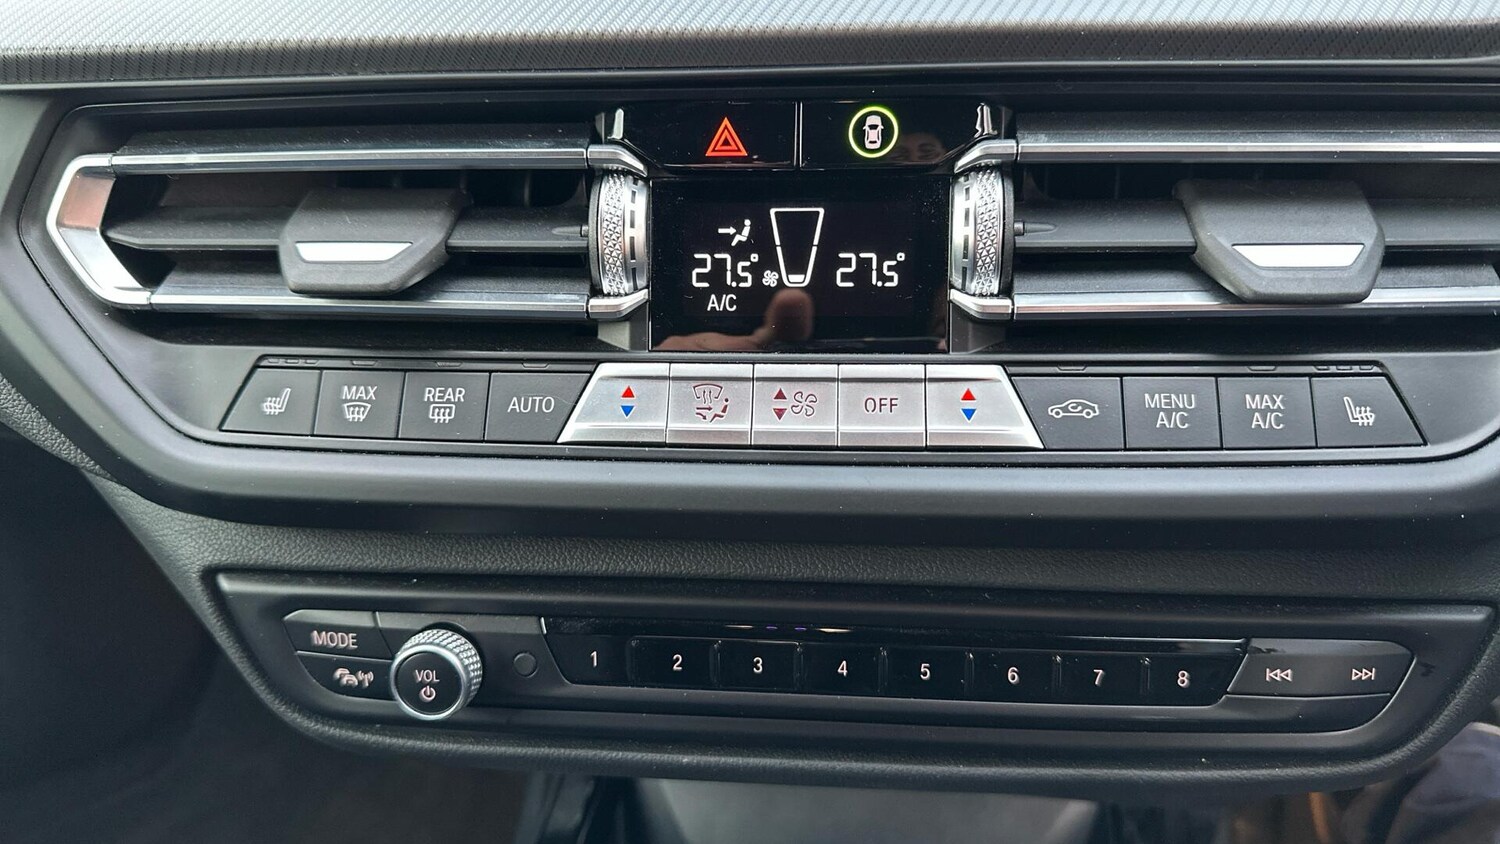 27.5° 27.5°
A/C
MAX
REAR
AUTO
OFF
MENU
A/C
MAX
A/C
MODE
VOL
1 2 3 4 5 6 7 8